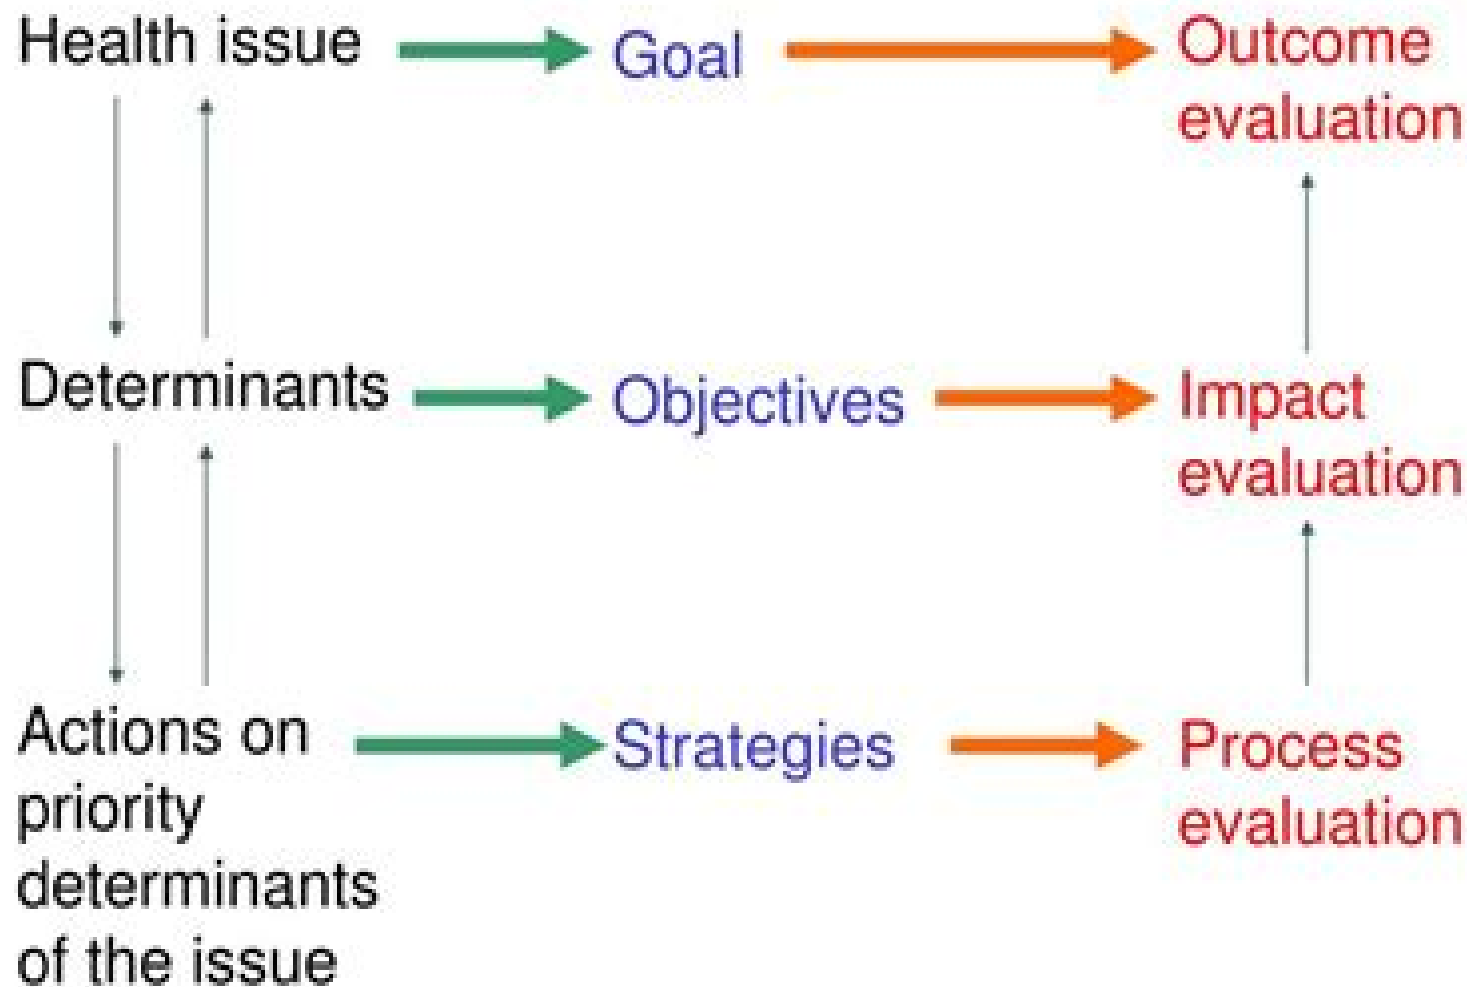 Health issue
Goal
Outcome
evaluation
Determinants
Objectives
Impact
evaluation
Actions on
priority
determinants
of the issue
Strategies
Process
evaluation